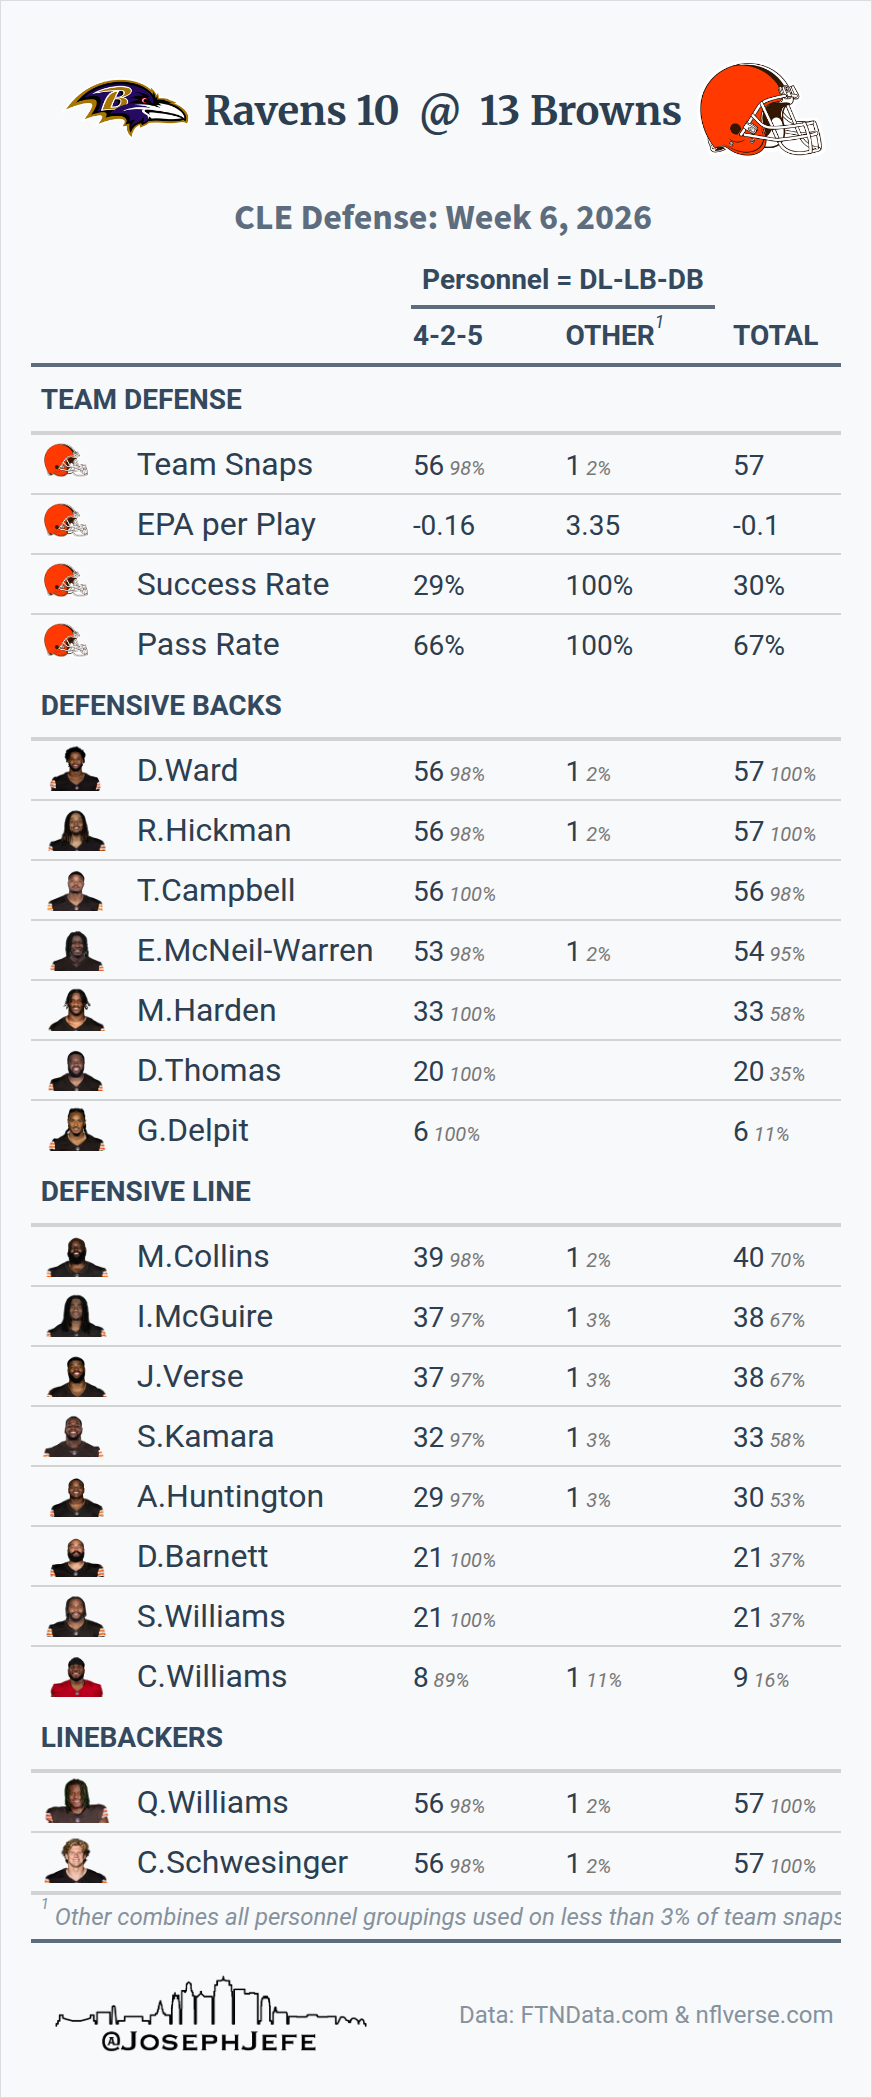 Ravens 10 @ 13 Browns
CLE Defense: Week 6, 2026
Personnel = DL-LB-DB
4-2-5 OTHER1 TOTAL
TEAM DEFENSE
Team Snaps 56 98% 1 2% 57
EPA per Play -0.16 3.35 -0.1
Success Rate 29% 100% 30%
Pass Rate 66% 100% 67%
DEFENSIVE BACKS
D.Ward 56 98% 1 2% 57 100%
R.Hickman 56 98% 1 2% 57 100%
T.Campbell 56 100% 56 98%
E.McNeil-Warren 53 98% 1 2% 54 95%
M.Harden 33 100% 33 58%
D.Thomas 20 100% 20 35%
G.Delpit 6 100% 6 11%
DEFENSIVE LINE
M.Collins 39 98% 1 2% 40 70%
I.McGuire 37 97% 1 3% 38 67%
J.Verse 37 97% 1 3% 38 67%
S.Kamara 32 97% 1 3% 33 58%
A.Huntington 29 97% 1 3% 30 53%
D.Barnett 21 100% 21 37%
S.Williams 21 100% 21 37%
C.Williams 8 89% 1 11% 9 16%
LINEBACKERS
Q.Williams 56 98% 1 2% 57 100%
C.Schwesinger 56 98% 1 2% 57 100%
1 Other combines all personnel groupings used on less than 3% of team snaps
@JosephJefe
Data: FTNData.com & nflverse.com